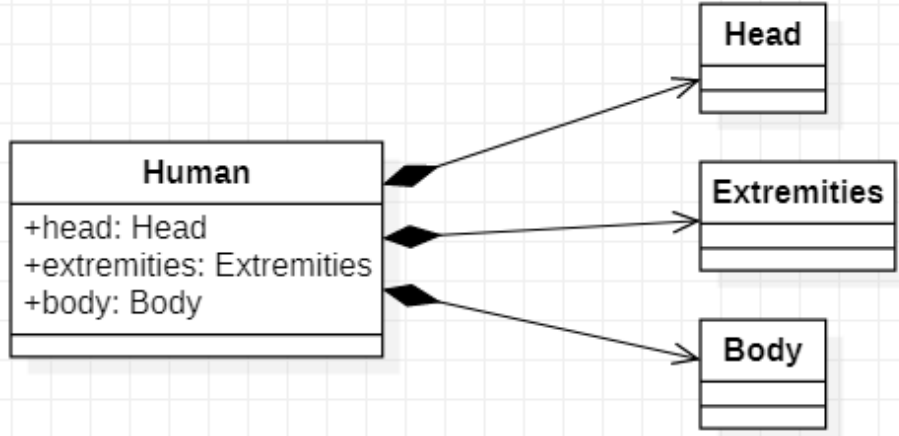 Head
Human
+head: Head
+extremities: Extremities
+body: Body
Extremities
Body